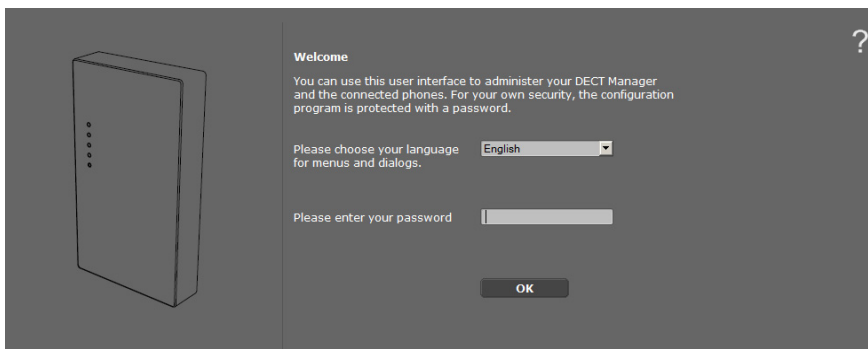 ?
Welcome
You can use this user interface to administer your DECT Manager
and the connected phones. For your own security, the configuration
program is protected with a password.
Please choose your language
for menus and dialogs.
English
Please enter your password
OK